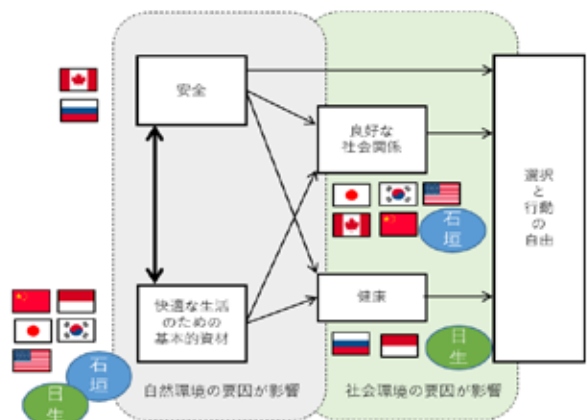 安全
良好な
社会関係
選択
と
行動
の
自由
石
垣
快適な生活
のための
基本的資材
健康
石
垣
日
生
日
生
自然環境の要因が影響
社会環境の要因が影響